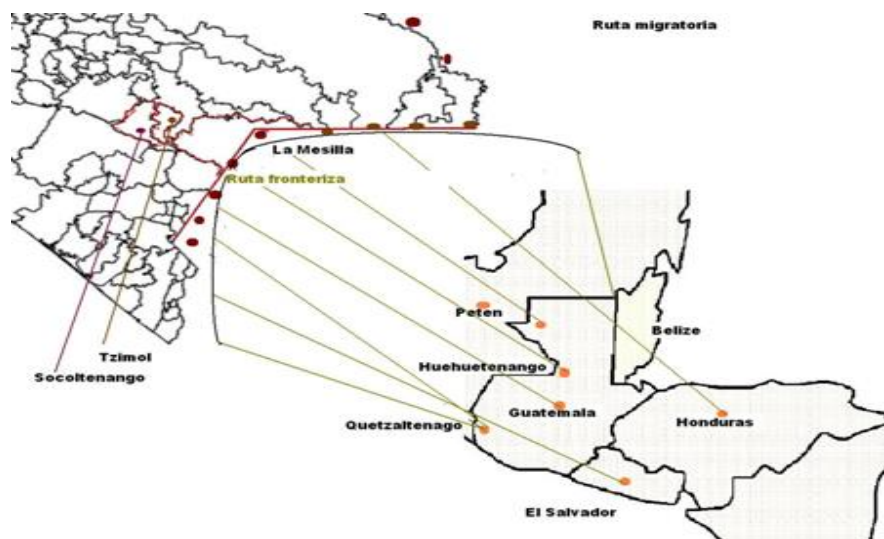 Ruta migratoria
La Mesilla
Ruta fronteriza
Peten
Belize
Tzimol
Socoltenango
Huehuetenango
Guatemala
Honduras
Quetzaltenago
El Salvador